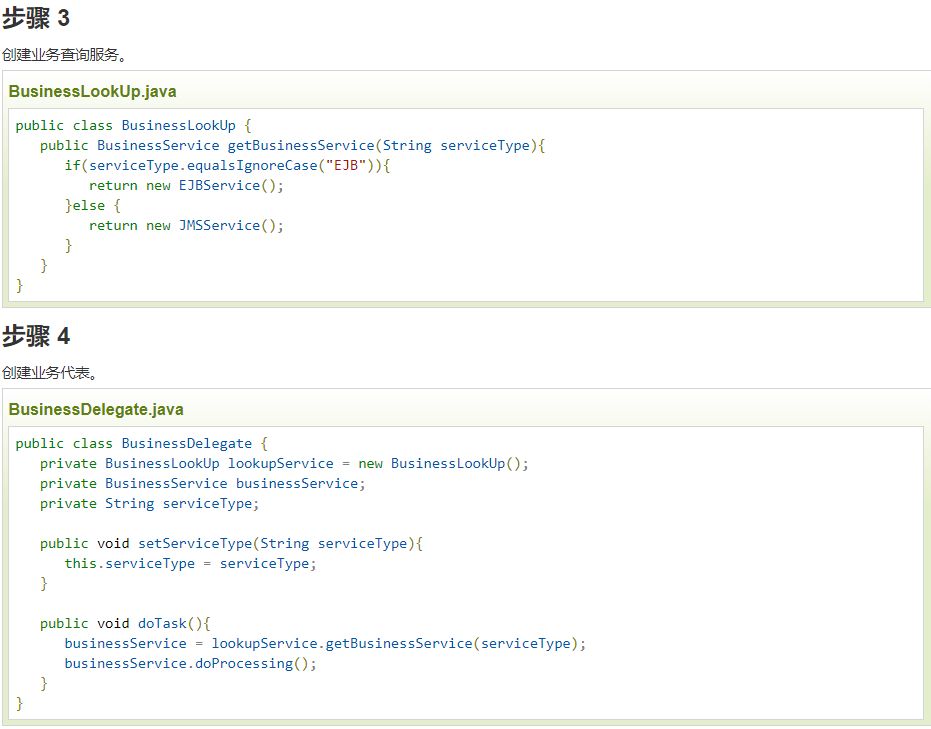 步骤 3
创建业务查询服务。
BusinessLookUp.java
public class BusinessLookUp {
   public BusinessService getBusinessService(String serviceType){
      if(serviceType.equalsIgnoreCase("EJB")){
         return new EJBService();
      }else {
         return new JMSService();
      }
   }
}
步骤 4
创建业务代表。
BusinessDelegate.java
public class BusinessDelegate {
   private BusinessLookUp lookupService = new BusinessLookUp();
   private BusinessService businessService;
   private String serviceType;

   public void setServiceType(String serviceType){
      this.serviceType = serviceType;
   }

   public void doTask(){
      businessService = lookupService.getBusinessService(serviceType);
      businessService.doProcessing();
   }
}